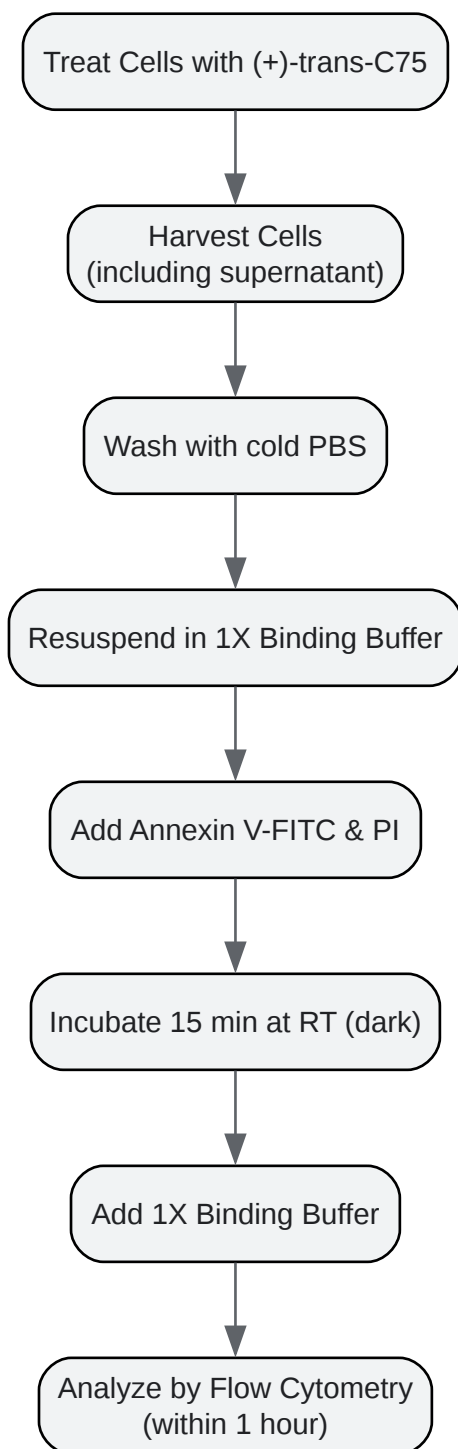 Treat Cells with (+)-trans-C75
Harvest Cells
(including supernatant)
Wash with cold PBS
Resuspend in 1X Binding Buffer
Add Annexin V-FITC & PI
Incubate 15 min at RT (dark)
Add 1X Binding Buffer
Analyze by Flow Cytometry
(within 1 hour)